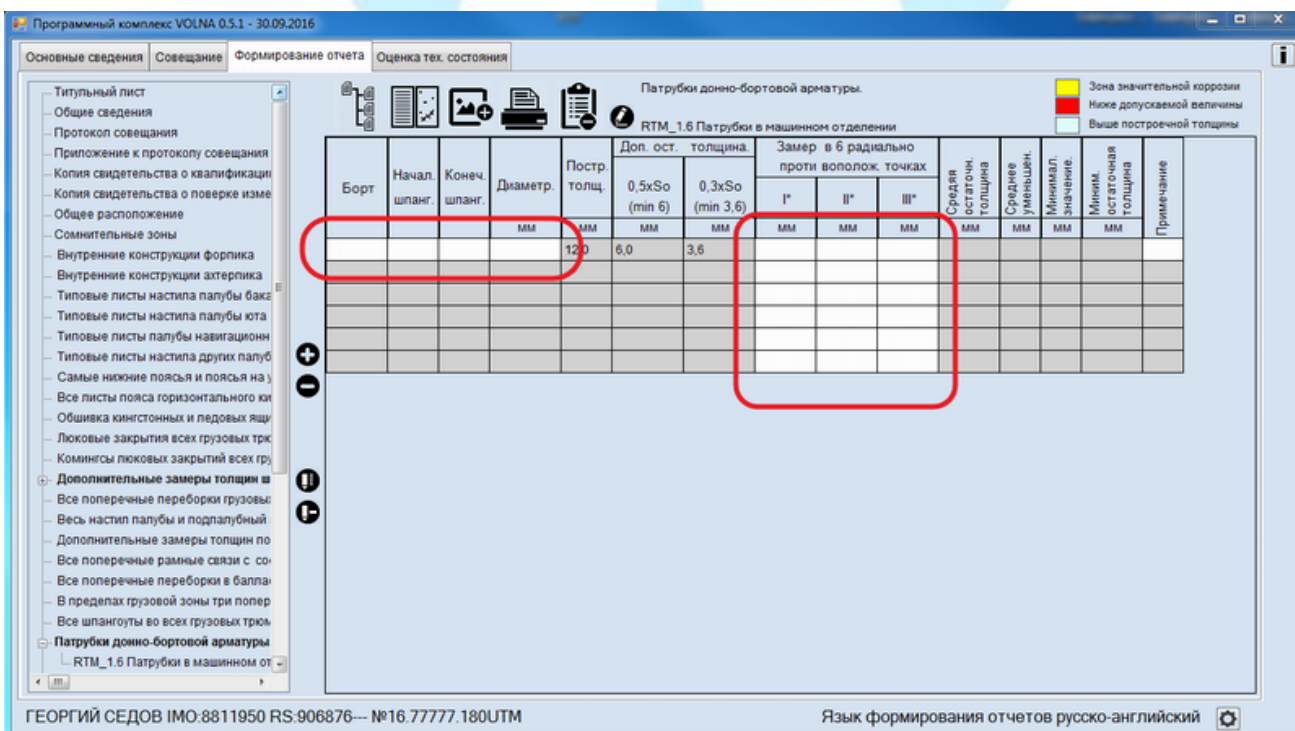 Программный комплекс VOLNA 0.5.1 - 30.09.2016
Основные сведения Совещание Формирование отчета Оценка тех. состояния
Титульный лист
Общие сведения
Протокол совещания
Приложение к протоколу совещания
Копия свидетельства о квалификации
Копия свидетельства о поверке изме
Общее расположение
Сомнительные зоны
Внутренние конструкции форпика
Внутренние конструкции ахтерпика
Типовые листы настила палубы бака
Типовые листы настила палубы юта
Типовые листы палубы навигационн
Типовые листы настила других палуб
Самые нижние поясья и поясья на у
Все листы пояса горизонтального ки
Обшивка кингстонных и ледовых ящи
Люковые закрытия всех грузовых трю
Комингсы люковых закрытий всех гру
Дополнительные замеры толщин ш
Все поперечные переборки грузовы
Весь настил палубы и подпалубный
Дополнительные замеры толщин по
Все поперечные рамные связи с со
Все поперечные переборки в балла
В пределах грузовой зоны три попер
Все шпангоуты во всех грузовых трюм
Патрубки донно-бортовой арматуры
RTM_1.6 Патрубки в машинном от
Патрубки донно-бортовой арматуры.
RTM_1.6 Патрубки в машинном отделении
Зона значительной коррозии
Ниже допускаемой величины
Выше построечной толщины
Борт
Начал. шпанг.
Конеч. шпанг.
Диаметр.
мм
Постр. толщ.
мм
Доп. ост. толщина.
0,5xSo (min 6)
мм
0,3xSo (min 3,6)
мм
Замер в 6 радиально
проти воволож. точках
I" II" III"
мм мм мм
Средяя остаточн. толщина
мм
Среднее уменьшен.
мм
Минимал. значение.
мм
Миним. остаточная толщина
мм
Примечание
12,0 6,0 3,6
ГЕОРГИЙ СЕДОВ IMO:8811950 RS:906876--- №16.77777.180UTM
Язык формирования отчетов русско-английский